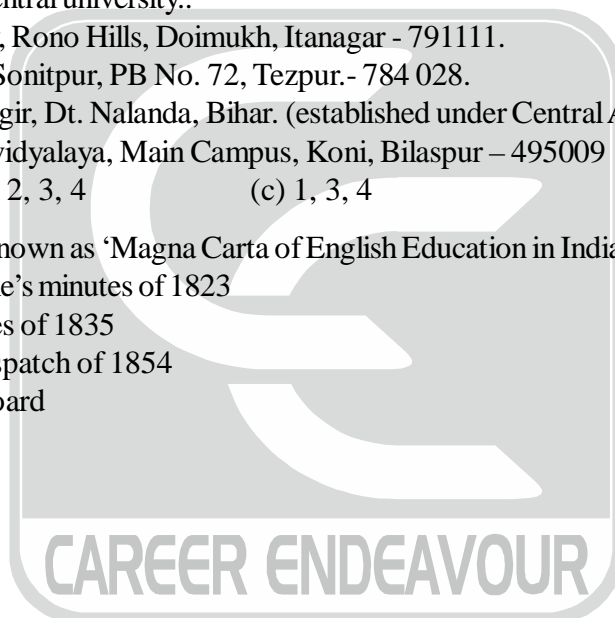 entral university..
, Rono Hills, Doimukh, Itanagar - 791111.
Sonitpur, PB No. 72, Tezpur.- 784 028.
gir, Dt. Nalanda, Bihar. (established under Central A
vidyalaya, Main Campus, Koni, Bilaspur – 495009
2, 3, 4 (c) 1, 3, 4
nown as ‘Magna Carta of English Education in India
e’s minutes of 1823
es of 1835
spatch of 1854
oard
CAREER ENDEAVOUR